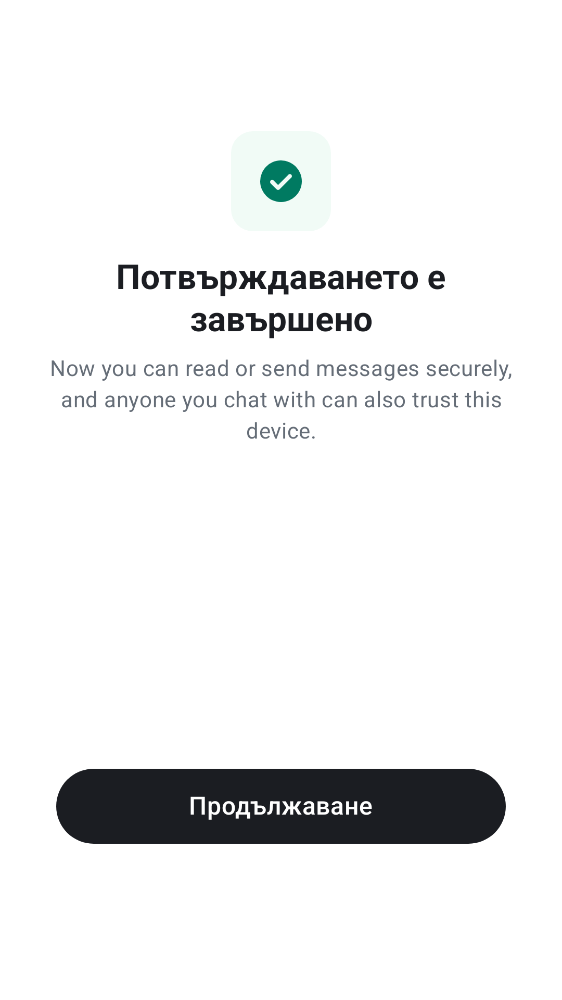 Потвърждаването е
завършено
Now you can read or send messages securely,
and anyone you chat with can also trust this
device.
Продължаване